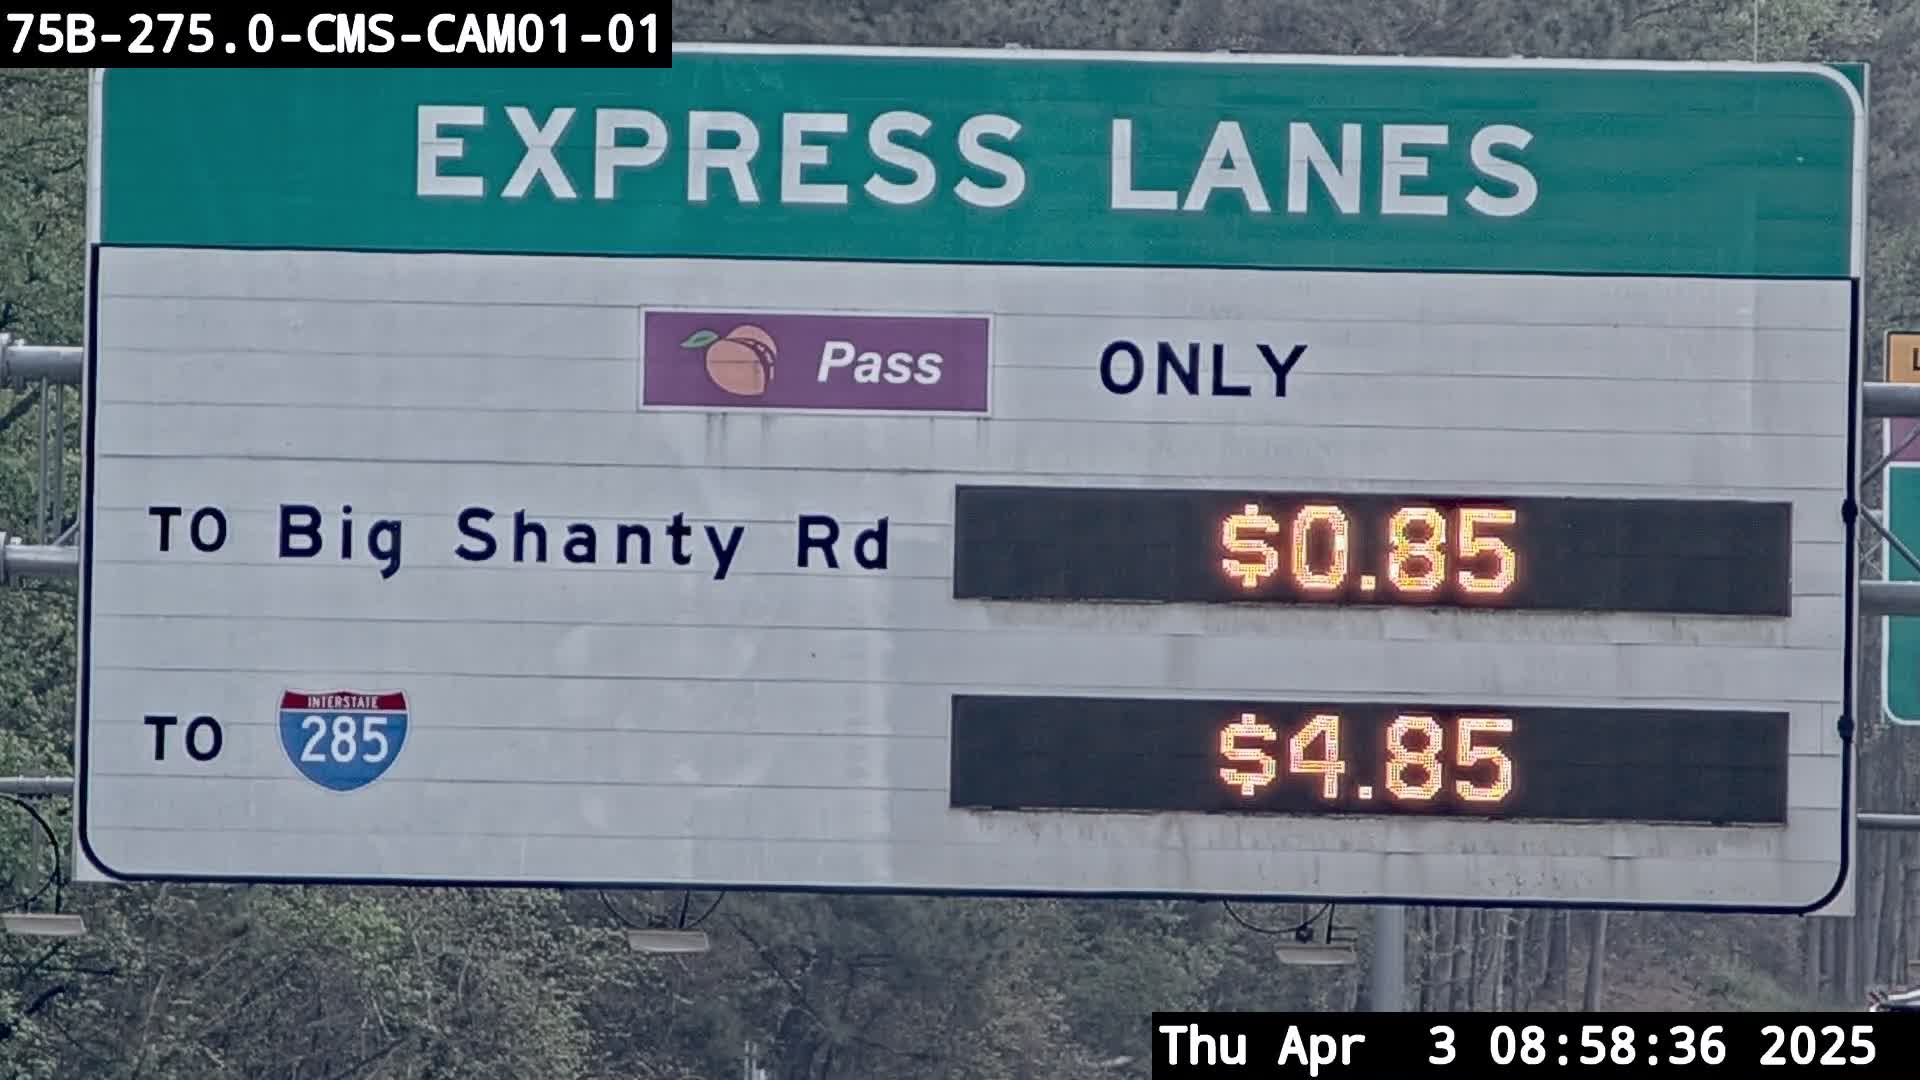 75B-275.0-CMS-CAM01-01
EXPRESS LANES
Pass ONLY
TO Big Shanty Rd $0.85
TO INTERSTATE 285 $4.85
Thu Apr 3 08:58:36 2025